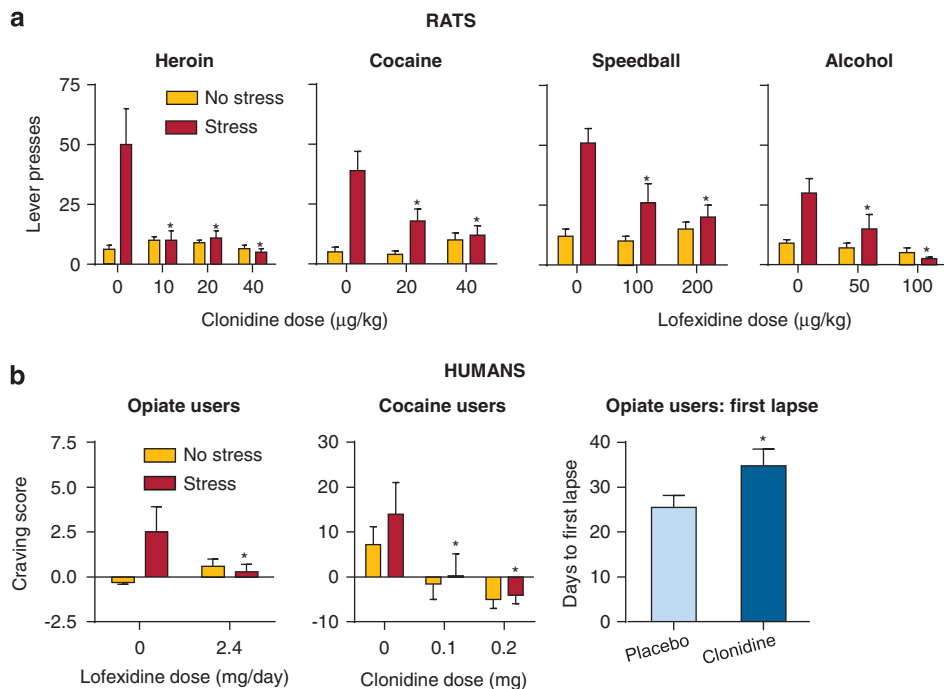 a
RATS
Heroin
Cocaine
Speedball
Alcohol
Lever presses
75
50
25
0
No stress
Stress
* * *
* *
* *
* *
0 10 20 40
0 20 40
0 100 200
0 50 100
Clonidine dose (μg/kg)
Lofexidine dose (μg/kg)
b
HUMANS
Opiate users
Cocaine users
Opiate users: first lapse
Craving score
7.5
5.0
2.5
0.0
-2.5
No stress
Stress
*
0 2.4
Lofexidine dose (mg/day)
30
20
10
0
-10
* *
0 0.1 0.2
Clonidine dose (mg)
Days to first lapse
40
30
20
10
0
*
Placebo
Clonidine